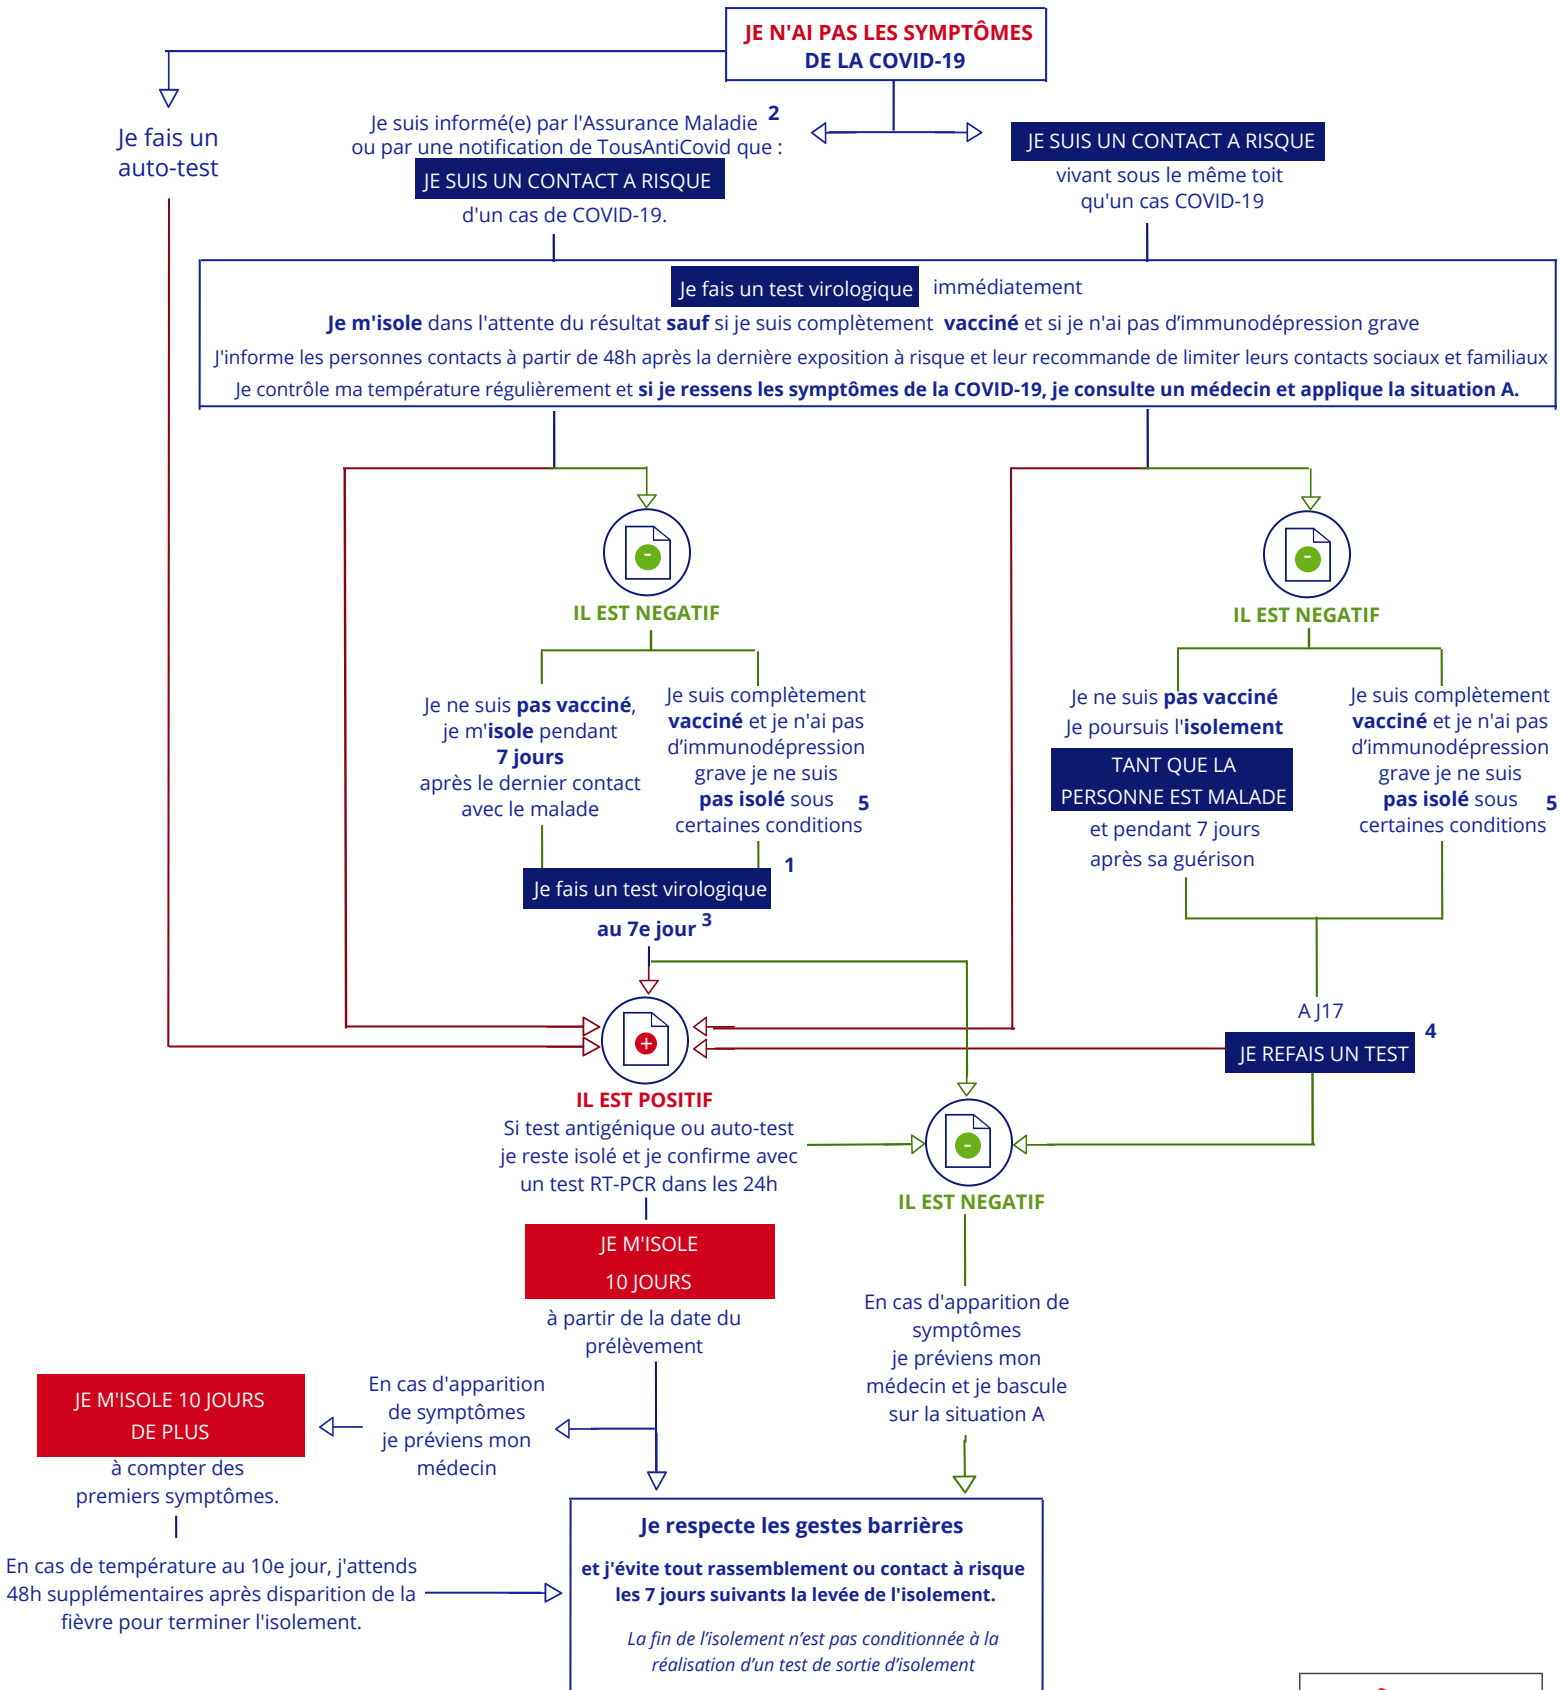 JE N'AI PAS LES SYMPTÔMES
DE LA COVID-19
Je fais un
auto-test
Je suis informé(e) par l'Assurance Maladie 2
ou par une notification de TousAntiCovid que :
JE SUIS UN CONTACT A RISQUE
d'un cas de COVID-19.
JE SUIS UN CONTACT A RISQUE
vivant sous le même toit
qu'un cas COVID-19
Je fais un test virologique immédiatement
Je m'isole dans l'attente du résultat sauf si je suis complètement vacciné et si je n'ai pas d’immunodépression grave
J'informe les personnes contacts à partir de 48h après la dernière exposition à risque et leur recommande de limiter leurs contacts sociaux et familiaux
Je contrôle ma température régulièrement et si je ressens les symptômes de la COVID-19, je consulte un médecin et applique la situation A.
-
IL EST NEGATIF
-
IL EST NEGATIF
Je ne suis pas vacciné,
je m'isole pendant
7 jours
après le dernier contact
avec le malade
Je suis complètement
vacciné et je n'ai pas
d’immunodépression
grave je ne suis
pas isolé sous 5
certaines conditions
Je ne suis pas vacciné
Je poursuis l'isolement
TANT QUE LA
PERSONNE EST MALADE
et pendant 7 jours
après sa guérison
Je suis complètement
vacciné et je n'ai pas
d’immunodépression
grave je ne suis
pas isolé sous 5
certaines conditions
Je fais un test virologique 1
au 7e jour 3
A J17
JE REFAIS UN TEST 4
+
IL EST POSITIF
Si test antigénique ou auto-test
je reste isolé et je confirme avec
un test RT-PCR dans les 24h
-
IL EST NEGATIF
JE M'ISOLE
10 JOURS
à partir de la date du
prélèvement
En cas d'apparition de
symptômes
je préviens mon
médecin et je bascule
sur la situation A
En cas d'apparition
de symptômes
je préviens mon
médecin
JE M'ISOLE 10 JOURS
DE PLUS
à compter des
premiers symptômes.
En cas de température au 10e jour, j'attends
48h supplémentaires après disparition de la
fièvre pour terminer l'isolement.
Je respecte les gestes barrières
et j'évite tout rassemblement ou contact à risque
les 7 jours suivants la levée de l'isolement.
La fin de l’isolement n’est pas conditionnée à la
réalisation d’un test de sortie d’isolement